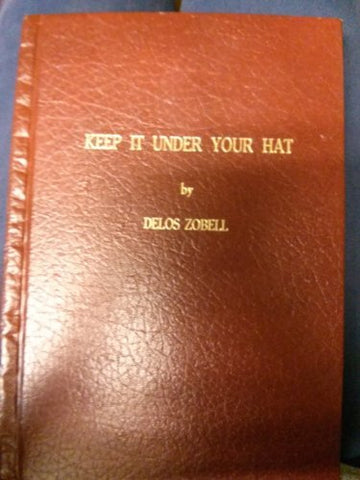 KEEP IT UNDER YOUR HAT
by
DELOS ZOBELL